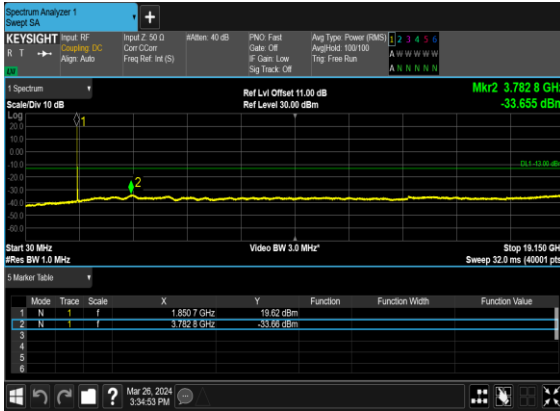 Spectrum Analyzer 1
Swept SA
+
KEYSIGHT Input: RF Input Z: 50 Ω #Atten: 40 dB PNO: Fast Avg Type: Power (RMS) 1 2 3 4 5 6
R T Coupling: DC Corr CCorr Gate: Off Avg|Hold: 100/100 A W W W W W
Align: Auto Freq Ref: Int (S) IF Gain: Low Trig: Free Run
Sig Track: Off A N N N N N
1 Spectrum
Scale/Div 10 dB
Ref Lvl Offset 11.00 dB
Ref Level 30.00 dBm
Mkr2 3.782 8 GHz
-33.655 dBm
Log
20.0
10.0
0.00
-10.0
-20.0
-30.0
-40.0
-50.0
-60.0
1
2
DL1 -13.00 dB
Start 30 MHz Video BW 3.0 MHz* Stop 19.150 GH
#Res BW 1.0 MHz Sweep 32.0 ms (40001 pts
5 Marker Table
Mode Trace Scale X Y Function Function Width Function Value
1 N 1 f 1.850 7 GHz 19.62 dBm
2 N 1 f 3.782 8 GHz -33.66 dBm
3
4
5
6
?
Mar 26, 2024
3:34:53 PM